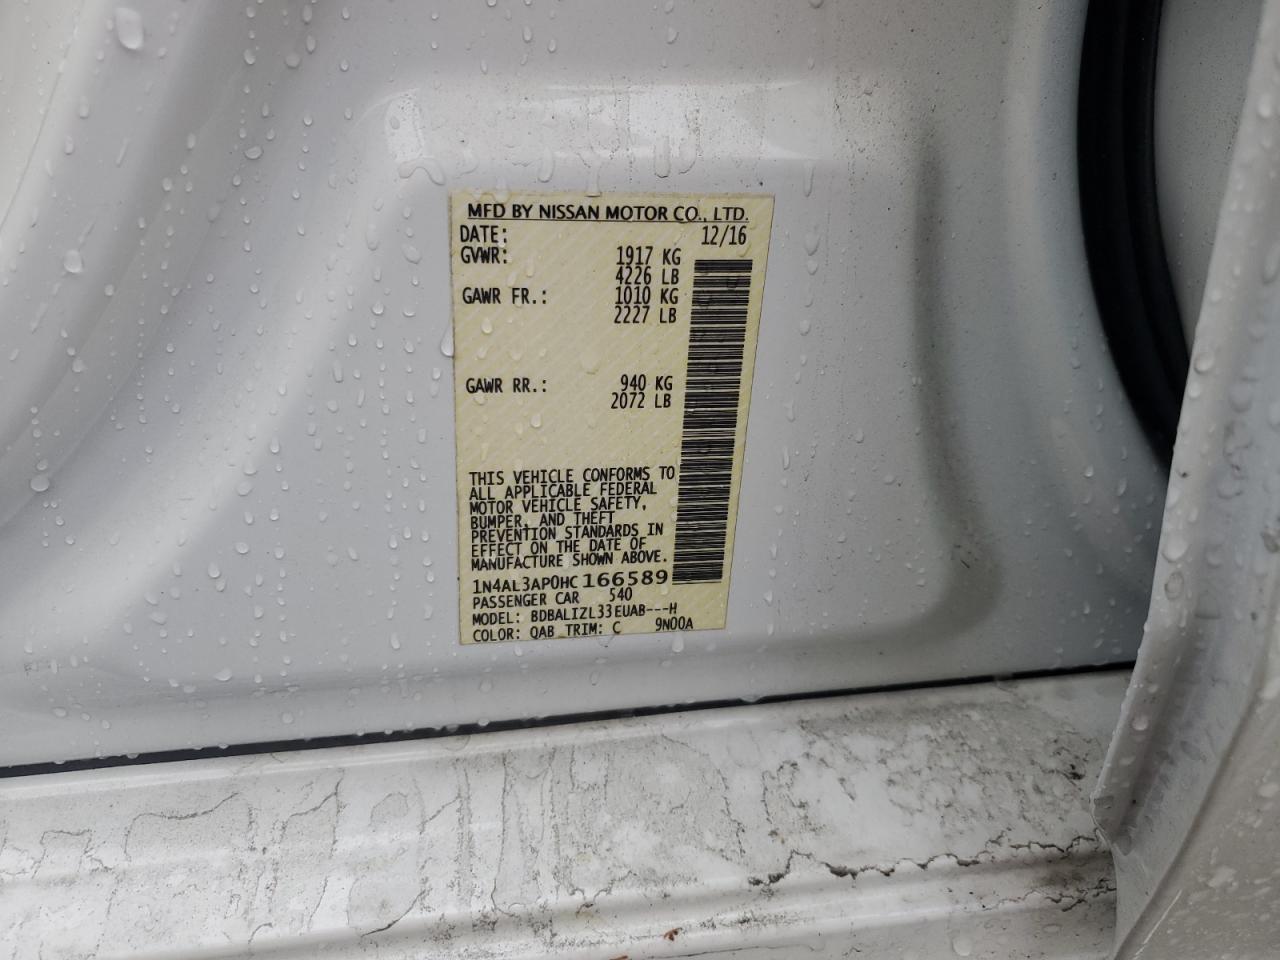 MFD BY NISSAN MOTOR CO., LTD.
DATE: 12/16
GVWR: 1917 KG
4226 LB
GAWR FR.: 1010 KG
2227 LB
GAWR RR.: 940 KG
2072 LB
THIS VEHICLE CONFORMS TO
ALL APPLICABLE FEDERAL
MOTOR VEHICLE SAFETY,
BUMPER, AND THEFT
PREVENTION STANDARDS IN
EFFECT ON THE DATE OF
MANUFACTURE SHOWN ABOVE.
1N4AL3AP0HC166589
PASSENGER CAR 540
MODEL: BDBALIZL33EUAB---H
COLOR: QAB TRIM: C 9N00A